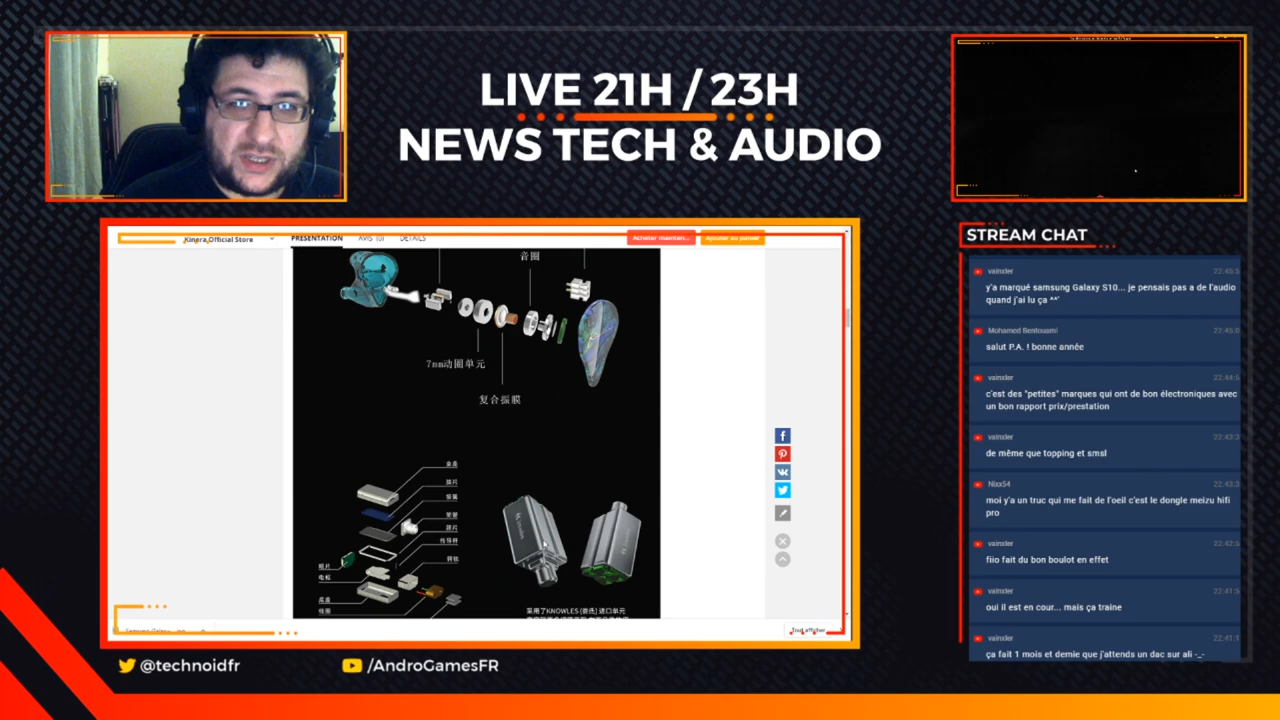 LIVE 21H / 23H
NEWS TECH & AUDIO
Kinera Official Store
PRÉSENTATION
AVIS (0)
DÉTAILS
Acheter mainten...
Ajouter au panier
音圈
7mm动圈单元
复合振膜
采用了KNOWLES (娄氏) 进口单元
Tout afficher
STREAM CHAT
vainxler
y'a marqué samsung Galaxy S10... je pensais pas a de l'audio
quand j'ai lu ça ^^'
Mohamed Bentouami
salut P.A. ! bonne année
vainxler
c'est des "petites" marques qui ont de bon électroniques avec
un bon rapport prix/prestation
vainxler
de même que topping et smsl
Nixx54
moi y'a un truc qui me fait de l'oeil c'est le dongle meizu hifi
pro
vainxler
fiio fait du bon boulot en effet
vainxler
oui il est en cour... mais ça traine
vainxler
ça fait 1 mois et demie que j'attends un dac sur ali -_-
@technoidfr
/AndroGamesFR